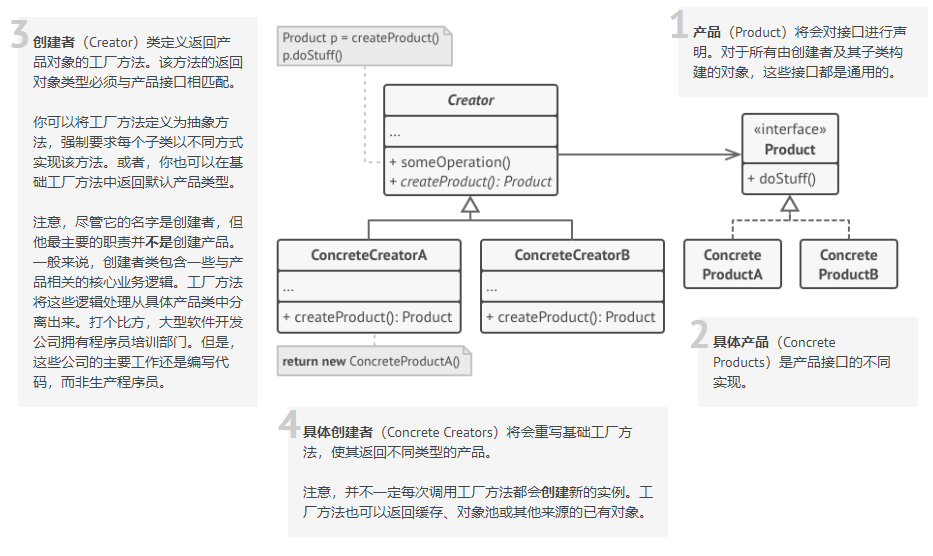 3
创建者（Creator）类定义返回产
品对象的工厂方法。该方法的返回
对象类型必须与产品接口相匹配。
你可以将工厂方法定义为抽象方
法，强制要求每个子类以不同方式
实现该方法。或者，你也可以在基
础工厂方法中返回默认产品类型。
注意，尽管它的名字是创建者，但
他最主要的职责并不是创建产品。
一般来说，创建者类包含一些与产
品相关的核心业务逻辑。工厂方法
将这些逻辑处理从具体产品类中分
离出来。打个比方，大型软件开发
公司拥有程序员培训部门。但是，
这些公司的主要工作还是编写代
码，而非生产程序员。
Product p = createProduct()
p.doStuff()
Creator
...
+ someOperation()
+ createProduct(): Product
1
产品（Product）将会对接口进行声
明。对于所有由创建者及其子类构
建的对象，这些接口都是通用的。
«interface»
Product
+ doStuff()
ConcreteCreatorA
...
+ createProduct(): Product
ConcreteCreatorB
...
+ createProduct(): Product
Concrete
ProductA
Concrete
ProductB
return new ConcreteProductA()
2
具体产品（Concrete
Products）是产品接口的不同
实现。
4
具体创建者（Concrete Creators）将会重写基础工厂方
法，使其返回不同类型的产品。
注意，并不一定每次调用工厂方法都会创建新的实例。工
厂方法也可以返回缓存、对象池或其他来源的已有对象。